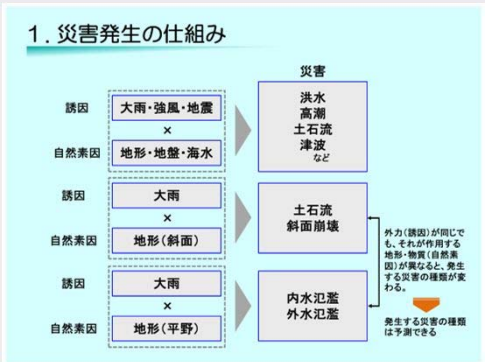 1．災害発生の仕組み
災害
誘因
大雨・強風・地震
×
自然素因
地形・地盤・海水
洪水
高潮
土石流
津波
など
誘因
大雨
×
自然素因
地形（斜面）
土石流
斜面崩壊
誘因
大雨
×
自然素因
地形（平野）
内水氾濫
外水氾濫
外力（誘因）が同じで
も、それが作用する
地形・物質（自然素
因）が異なると、発生
する災害の種類が変
わる。
発生する災害の種類
は予測できる